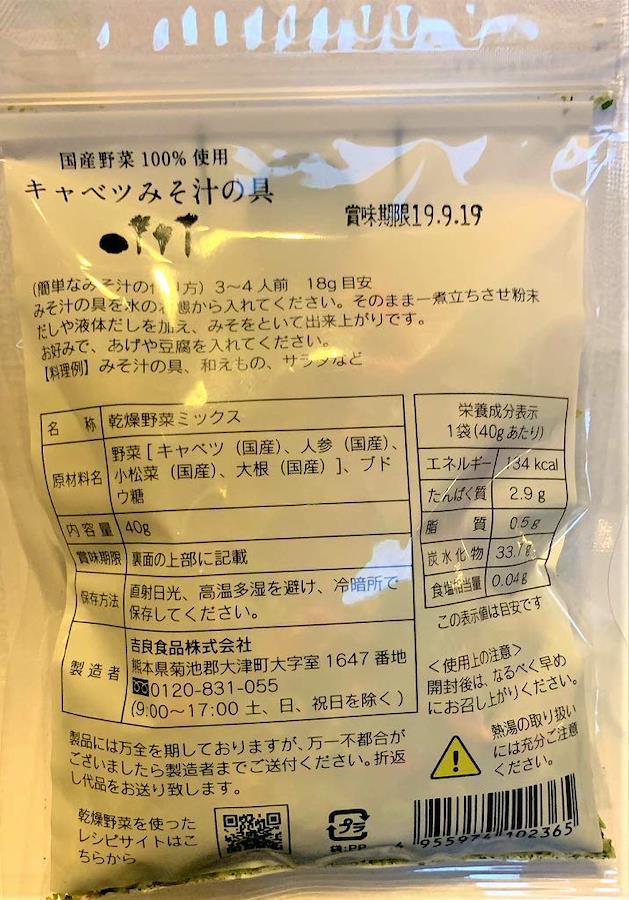 国産野菜100%使用
キャベツみそ汁の具
賞味期限19.9.19
(簡単なみそ汁の作り方) 3〜4人前 18g目安
みそ汁の具を水の状態から入れてください。そのまま一煮立ちさせ粉末
だしや液体だしを加え、みそをといて出来上がりです。
お好みで、あげや豆腐を入れてください。
【料理例】みそ汁の具、和えもの、サラダなど
名称 乾燥野菜ミックス
原材料名 野菜[キャベツ(国産)、人参(国産)、
小松菜(国産)、大根(国産)]、ブド
ウ糖
内容量 40g
賞味期限 裏面の上部に記載
保存方法 直射日光、高温多湿を避け、冷暗所で
保存してください。
製造者 吉良食品株式会社
熊本県菊池郡大津町大字室1647番地
0120-831-055
(9:00〜17:00 土、日、祝日を除く)
栄養成分表示
1袋(40gあたり)
エネルギー 134 kcal
たんぱく質 2.9 g
脂質 0.5g
炭水化物 33.7g
食塩相当量 0.04g
この表示値は目安です
<使用上の注意>
開封後は、なるべく早め
にお召し上がりください。
熱湯の取り扱い
には充分ご注意
ください。
製品には万全を期しておりますが、万一不都合が
ございましたら製造者までご送付ください。折返
し代品をお送り致します。
乾燥野菜を使った
レシピサイトはこ
ちらから
プラ
袋:PP
4 955974 102365